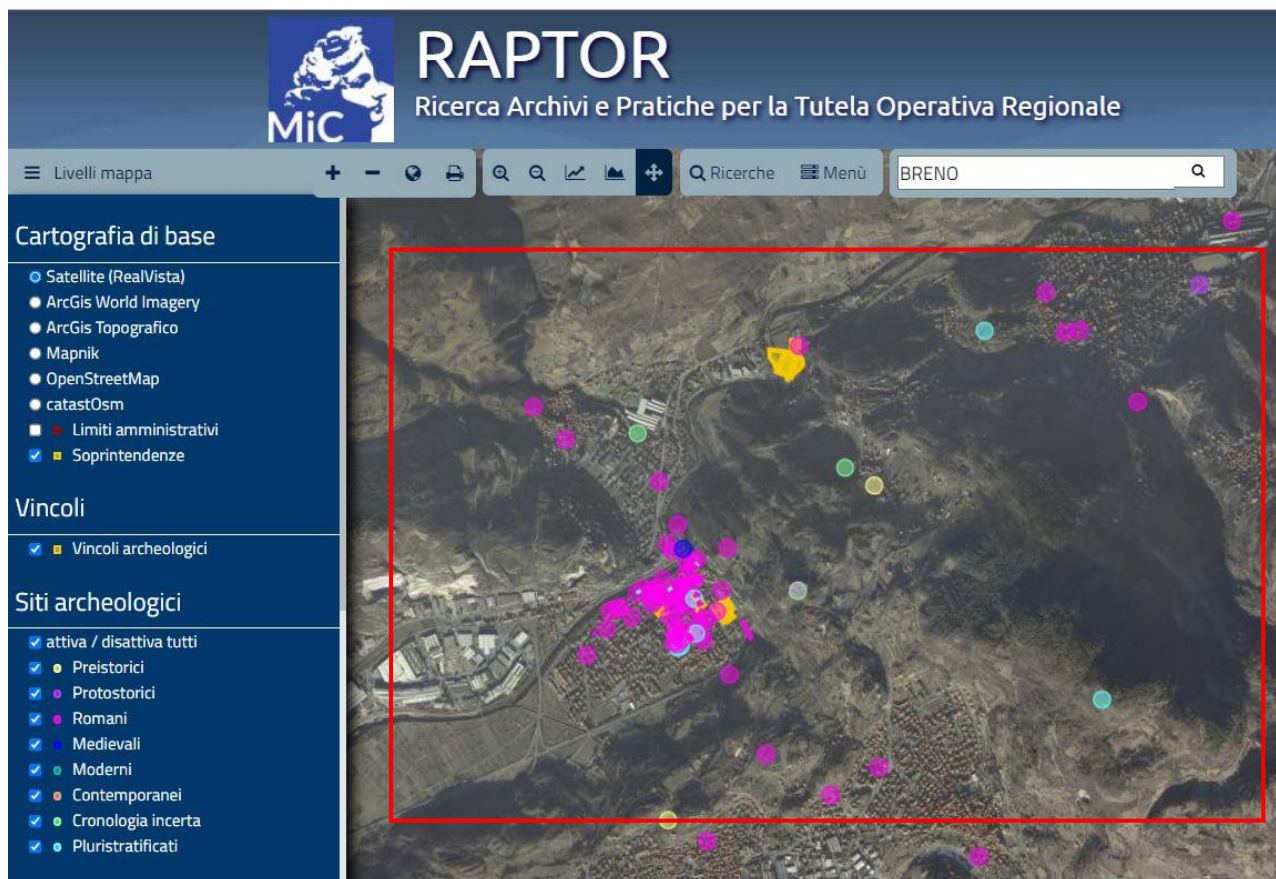 MiC
RAPTOR
Ricerca Archivi e Pratiche per la Tutela Operativa Regionale
Livelli mappa
Ricerche
Menù
BRENO
Cartografia di base
Satellite (RealVista)
ArcGis World Imagery
ArcGis Topografico
Mapnik
OpenStreetMap
catastOsm
Limiti amministrativi
Soprintendenze
Vincoli
Vincoli archeologici
Siti archeologici
attiva / disattiva tutti
Preistorici
Protostorici
Romani
Medievali
Moderni
Contemporanei
Cronologia incerta
Pluristratificati